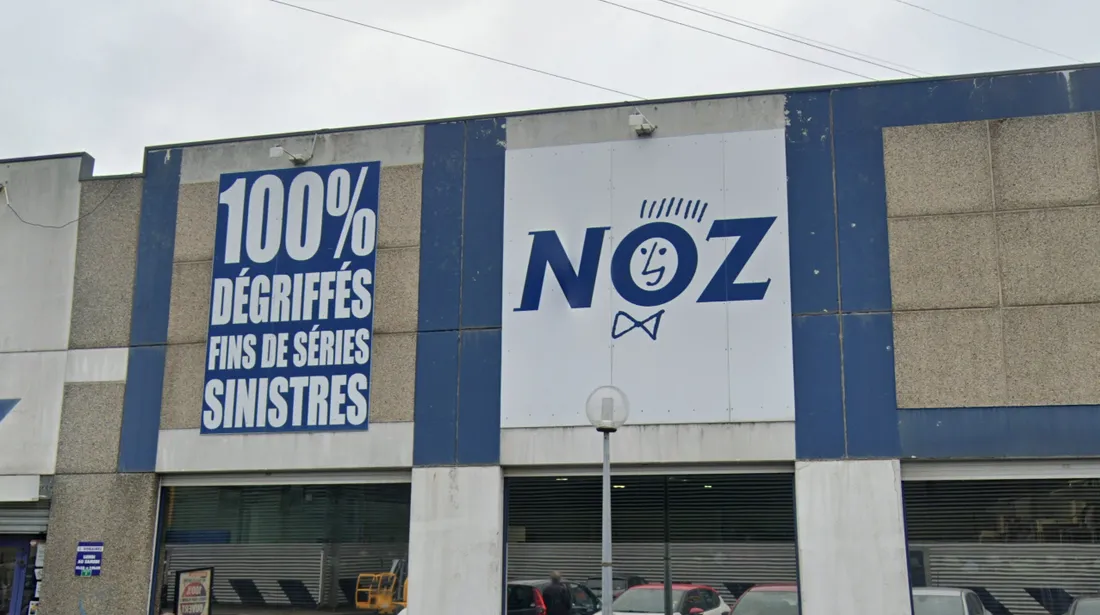 100%
DÉGRIFFÉS
FINS DE SÉRIES
SINISTRES
NOZ